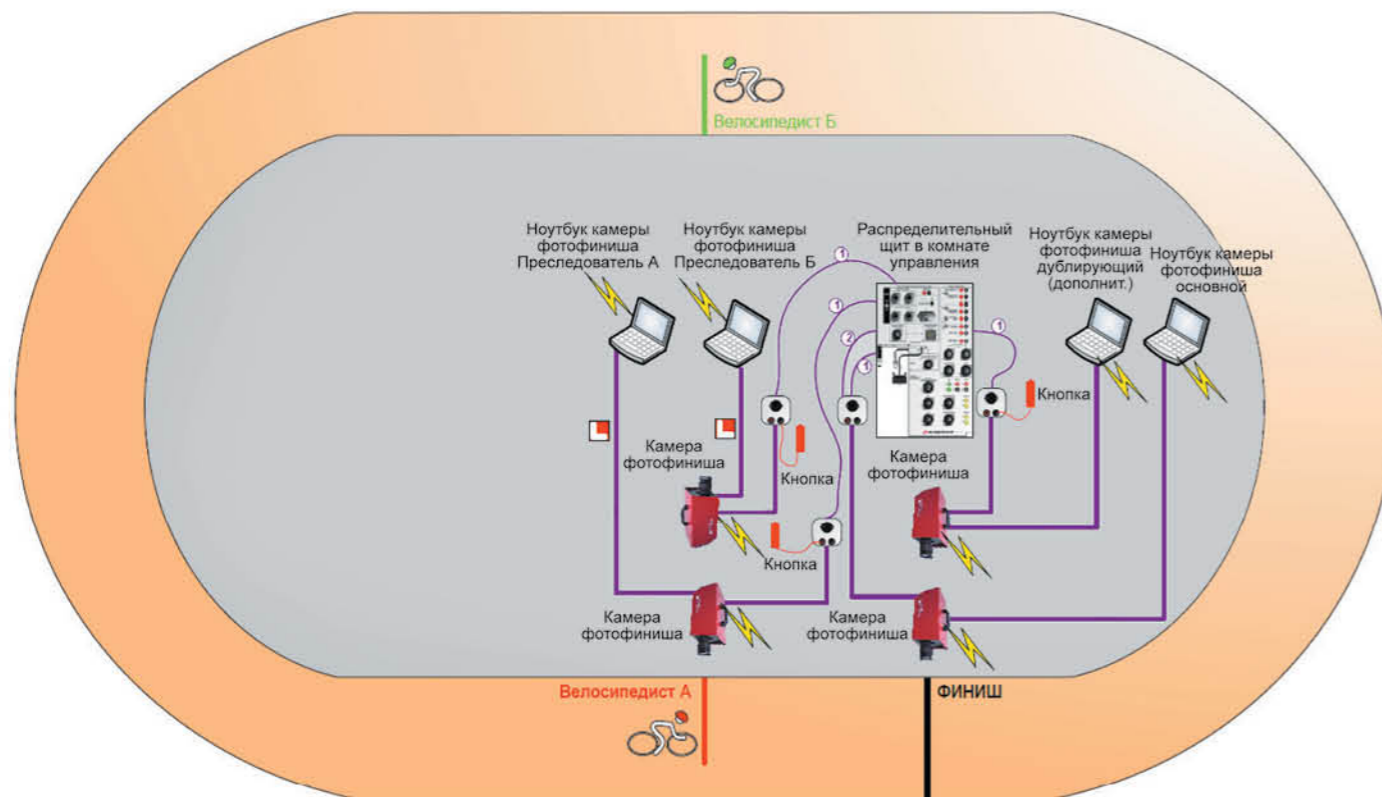 Велосипедист Б
Ноутбук камеры
фотофиниша
Преследователь А
Ноутбук камеры
фотофиниша
Преследователь Б
Распределительный
щит в комнате
управления
Ноутбук камеры
фотофиниша
дублирующий
(дополнит.)
Ноутбук камеры
фотофиниша
основной
1
1
2
1
1
Кнопка
Камера
фотофиниша
Кнопка
Камера
фотофиниша
Кнопка
Камера
фотофиниша
Камера
фотофиниша
Велосипедист А
ФИНИШ